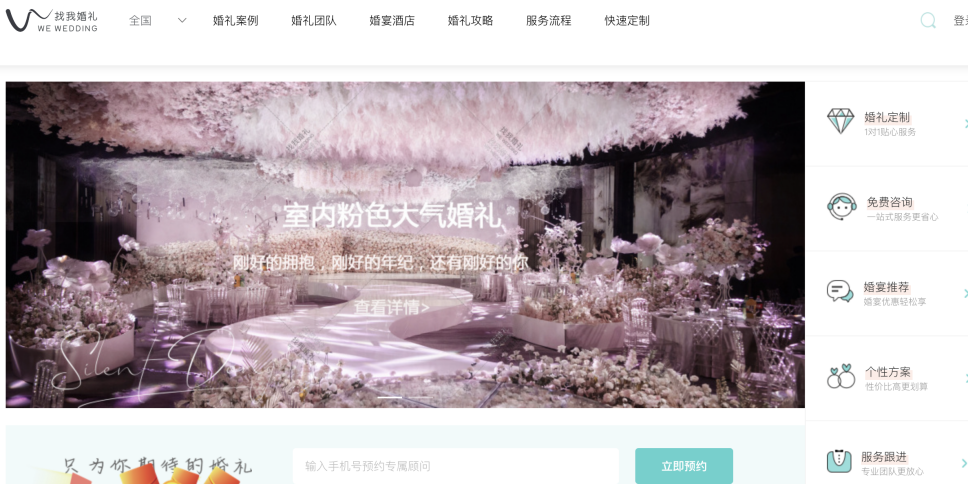 找我婚礼
WE WEDDING
全国
婚礼案例
婚礼团队
婚宴酒店
婚礼攻略
服务流程
快速定制
室内粉色大气婚礼
刚好的拥抱，刚好的年纪，还有刚好的你
查看详情>
婚礼定制
1对1贴心服务
免费咨询
一站式服务更省心
婚宴推荐
婚宴优惠轻松享
个性方案
性价比高更划算
服务跟进
专业团队更放心
只为你期待的婚礼
输入手机号预约专属顾问
立即预约